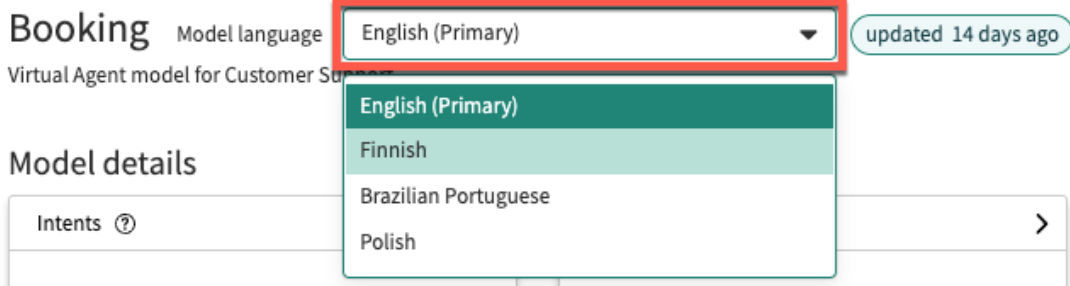 Booking Model language English (Primary) updated 14 days ago
Virtual Agent model for Customer Support
English (Primary)
Finnish
Model details
Brazilian Portuguese
Intents ?
Polish